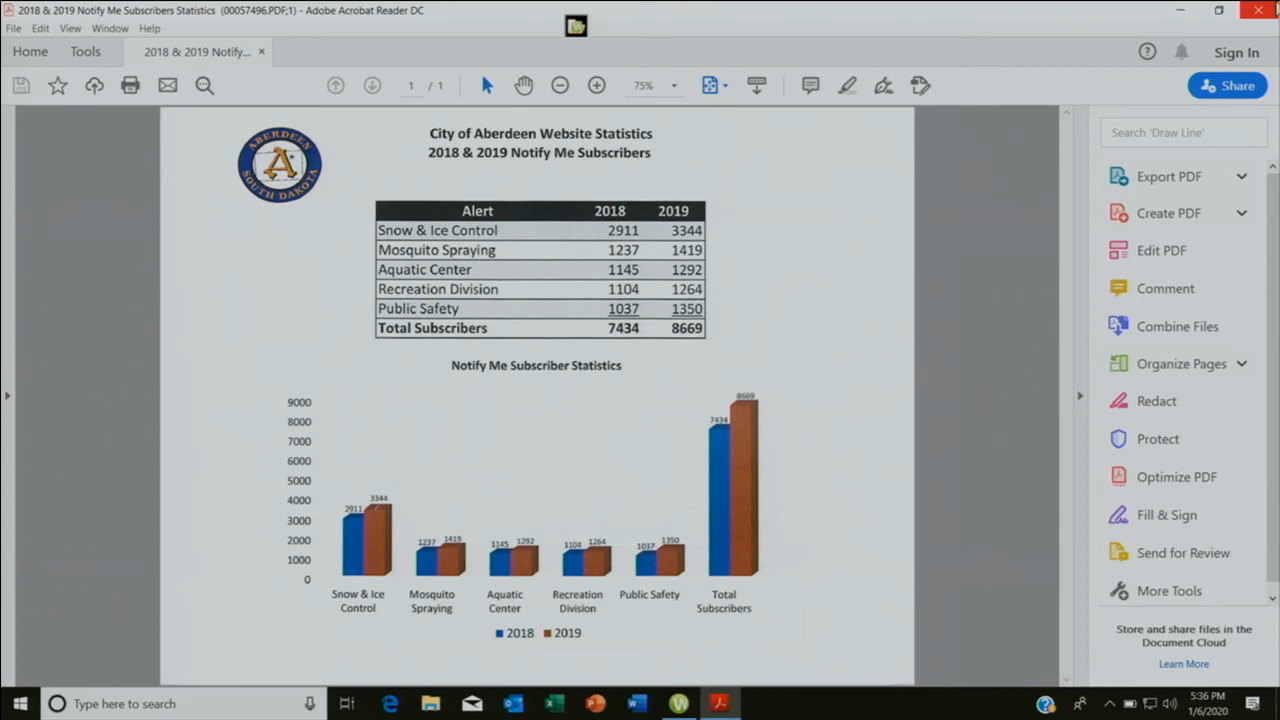 2018 & 2019 Notify Me Subscribers Statistics (00057496.PDF;1) - Adobe Acrobat Reader DC
File Edit View Window Help
Home Tools 2018 & 2019 Notify... × Sign In
1 / 1 75% Share
ABERDEEN
A
SOUTH DAKOTA
City of Aberdeen Website Statistics
2018 & 2019 Notify Me Subscribers
Alert 2018 2019
Snow & Ice Control 2911 3344
Mosquito Spraying 1237 1419
Aquatic Center 1145 1292
Recreation Division 1104 1264
Public Safety 1037 1350
Total Subscribers 7434 8669
Notify Me Subscriber Statistics
9000
8000
7000
6000
5000
4000
3000
2000
1000
0
2911 3344
1237 1419
1145 1292
1104 1264
1037 1350
7434 8669
Snow & Ice Control
Mosquito Spraying
Aquatic Center
Recreation Division
Public Safety
Total Subscribers
2018 2019
Search 'Draw Line'
Export PDF
Create PDF
Edit PDF
Comment
Combine Files
Organize Pages
Redact
Protect
Optimize PDF
Fill & Sign
Send for Review
More Tools
Store and share files in the
Document Cloud
Learn More
Type here to search
5:36 PM
1/6/2020